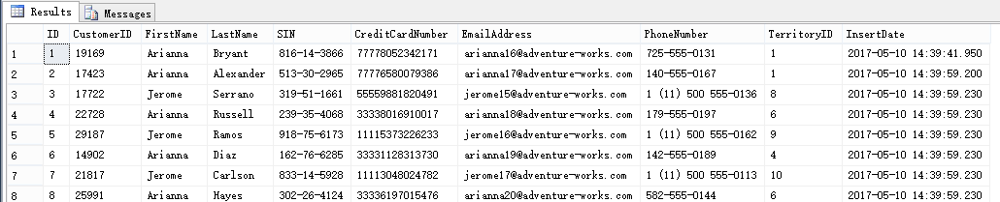 Results Messages
ID CustomerID FirstName LastName SIN CreditCardNumber EmailAddress PhoneNumber TerritoryID InsertDate
1 1 19169 Arianna Bryant 816-14-3866 77778052342171 arianna16@adventure-works.com 725-555-0131 1 2017-05-10 14:39:41.950
2 2 17423 Arianna Alexander 513-30-2965 77776580079386 arianna17@adventure-works.com 140-555-0167 1 2017-05-10 14:39:59.200
3 3 17722 Jerome Serrano 319-51-1661 55559881820491 jerome15@adventure-works.com 1 (11) 500 555-0136 8 2017-05-10 14:39:59.230
4 4 22728 Arianna Russell 239-35-4068 33338016910017 arianna18@adventure-works.com 179-555-0197 6 2017-05-10 14:39:59.230
5 5 29187 Jerome Ramos 918-75-6173 11115373226233 jerome16@adventure-works.com 1 (11) 500 555-0162 9 2017-05-10 14:39:59.230
6 6 14902 Arianna Diaz 162-76-6285 33331128313730 arianna19@adventure-works.com 142-555-0189 4 2017-05-10 14:39:59.230
7 7 21817 Jerome Carlson 833-14-5928 11113048024782 jerome17@adventure-works.com 1 (11) 500 555-0113 10 2017-05-10 14:39:59.230
8 8 25991 Arianna Hayes 302-26-4124 33336197015476 arianna20@adventure-works.com 582-555-0144 6 2017-05-10 14:39:59.230